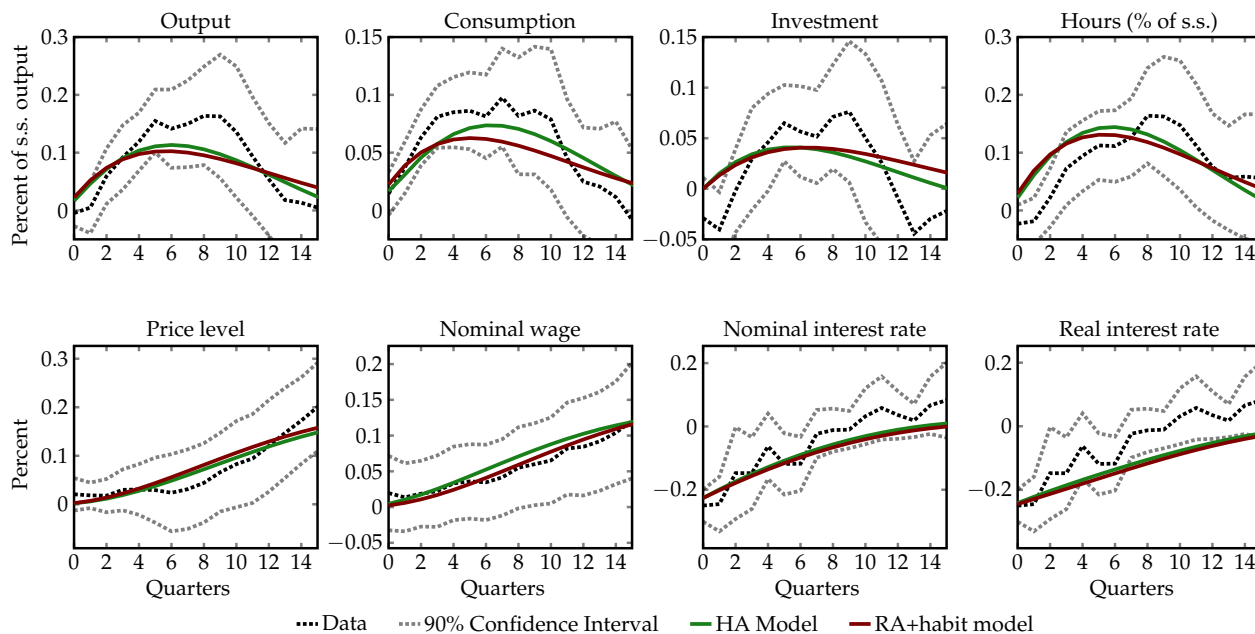 Output Consumption Investment Hours (% of s.s.)
Percent of s.s. output
0.3 0.15 0.15 0.3
0.2 0.10 0.10 0.2
0.1 0.05 0.05 0.1
0 0 0 0
−0.05
0 2 4 6 8 10 12 14 0 2 4 6 8 10 12 14 0 2 4 6 8 10 12 14 0 2 4 6 8 10 12 14
Price level Nominal wage Nominal interest rate Real interest rate
Percent
0.3 0.2 0.2 0.2
0.2 0.15
0.1 0.1 0 0
0.05
0 0 −0.2 −0.2
−0.05
0 2 4 6 8 10 12 14 0 2 4 6 8 10 12 14 0 2 4 6 8 10 12 14 0 2 4 6 8 10 12 14
Quarters Quarters Quarters Quarters
Data 90% Confidence Interval HA Model RA+habit model